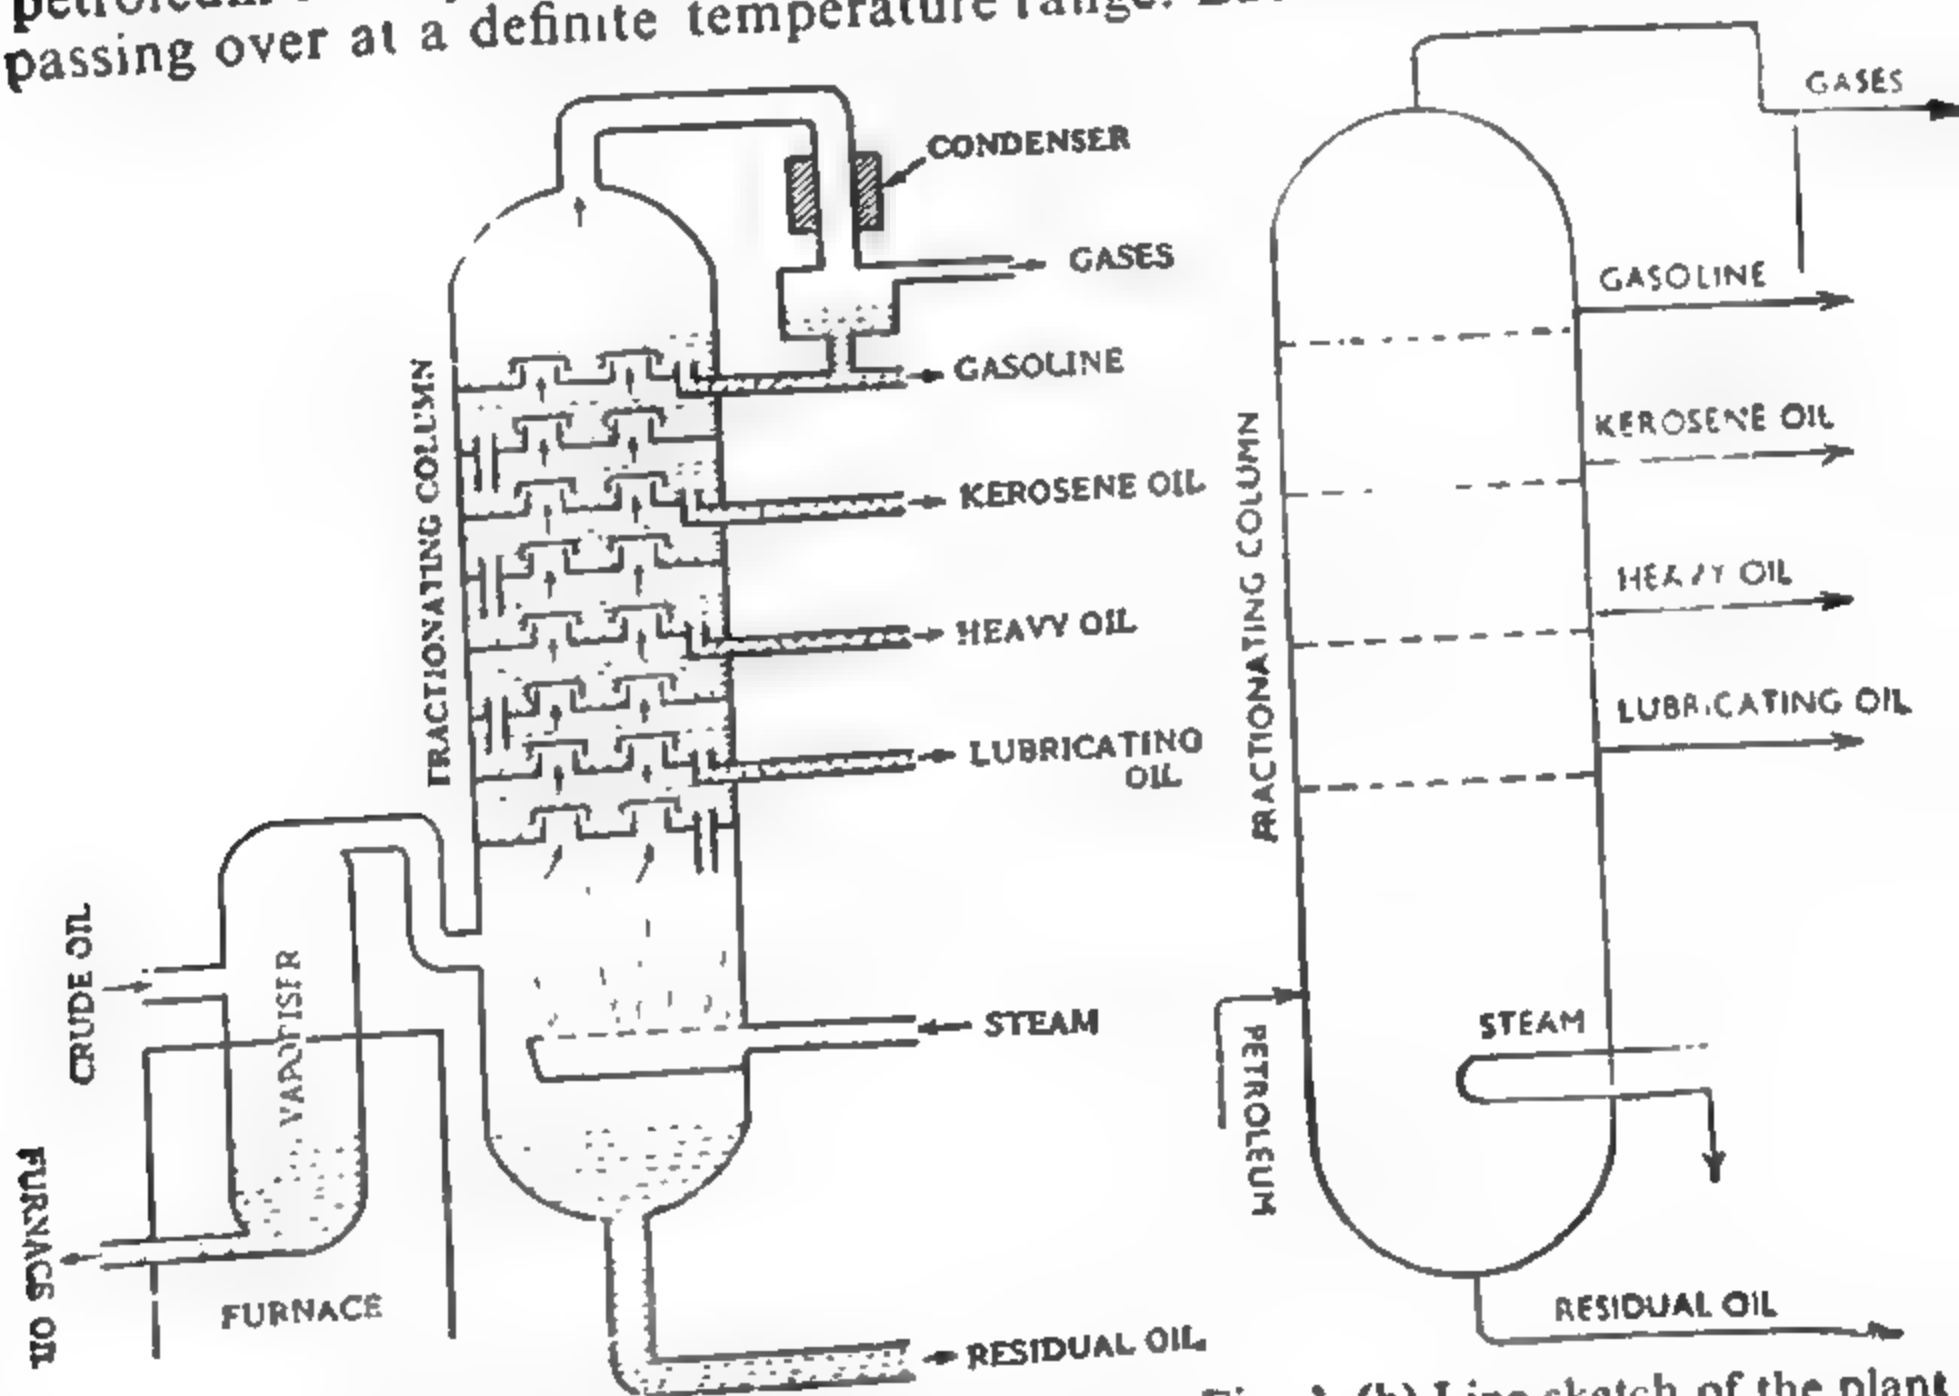 petroleum
passing over at a definite temperature range.
CONDENSER
GASES
GASOLINE
KEROSENE OIL
HEAVY OIL
LUBRICATING
OIL
STEAM
RESIDUAL OIL
FRACTIONATING COLUMN
CRUDE OIL
VAPOTISER
FURNACE OIL
FURNACE
GASES
GASOLINE
KEROSENE OIL
HEAVY OIL
LUBRICATING OIL
FRACTIONATING COLUMN
STEAM
PETROLEUM
RESIDUAL OIL
(b) Line sketch of the plant